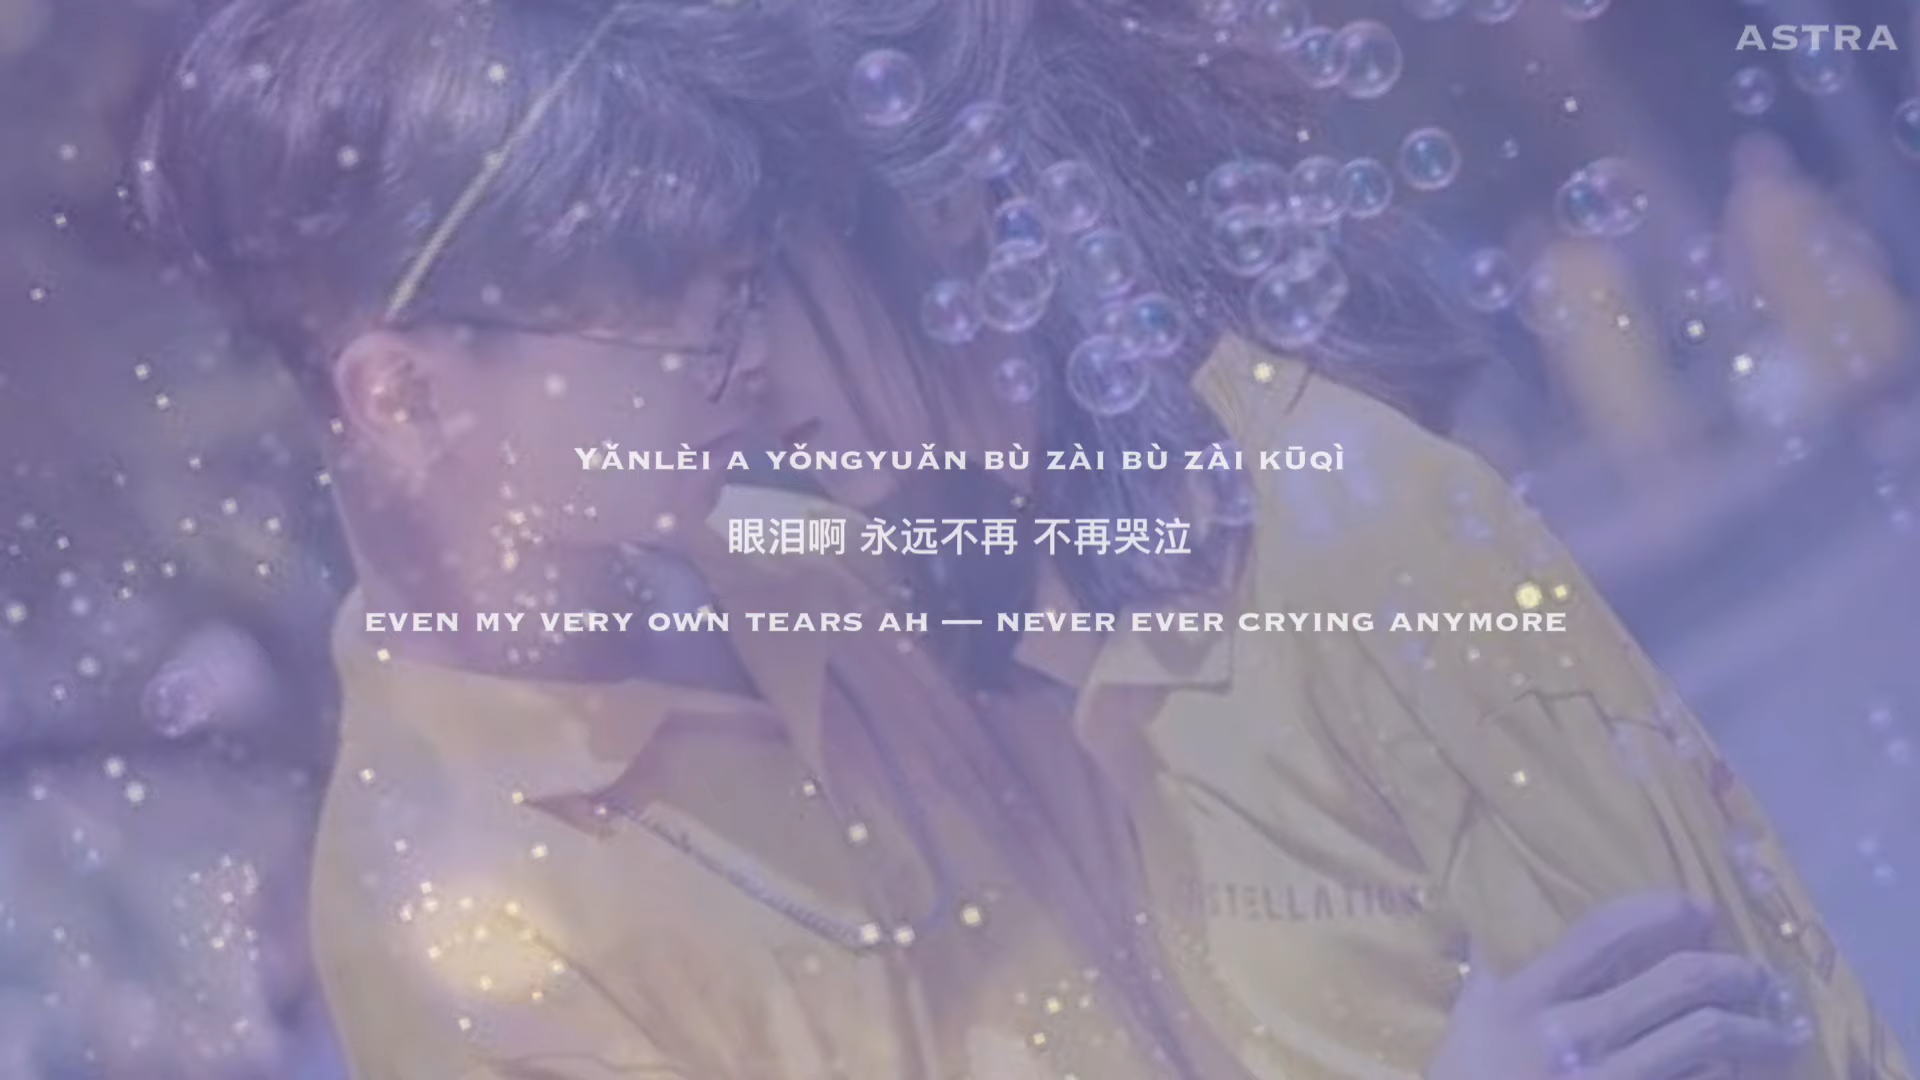 ASTRA
YǍNLÈI A YǑNGYUǍN BÙ ZÀI BÙ ZÀI KŪQÌ
眼泪啊 永远不再 不再哭泣
EVEN MY VERY OWN TEARS AH — NEVER EVER CRYING ANYMORE